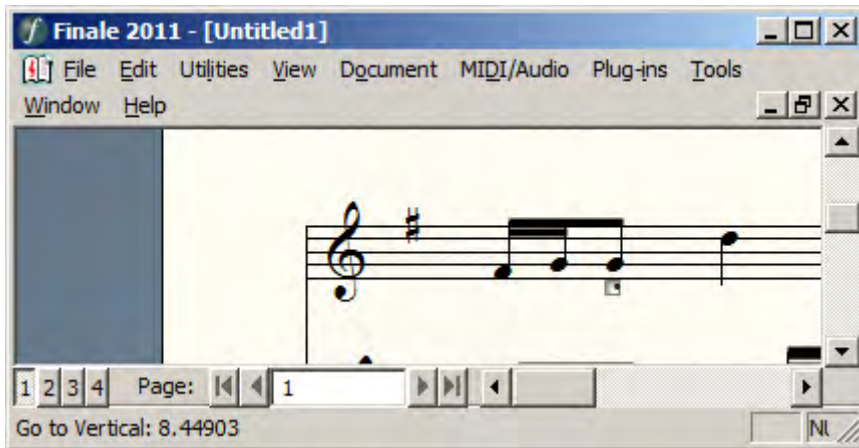 Finale 2011 - [Untitled1]
File Edit Utilities View Document MIDI/Audio Plug-ins Tools
Window Help
1 2 3 4 Page: 1
Go to Vertical: 8.44903